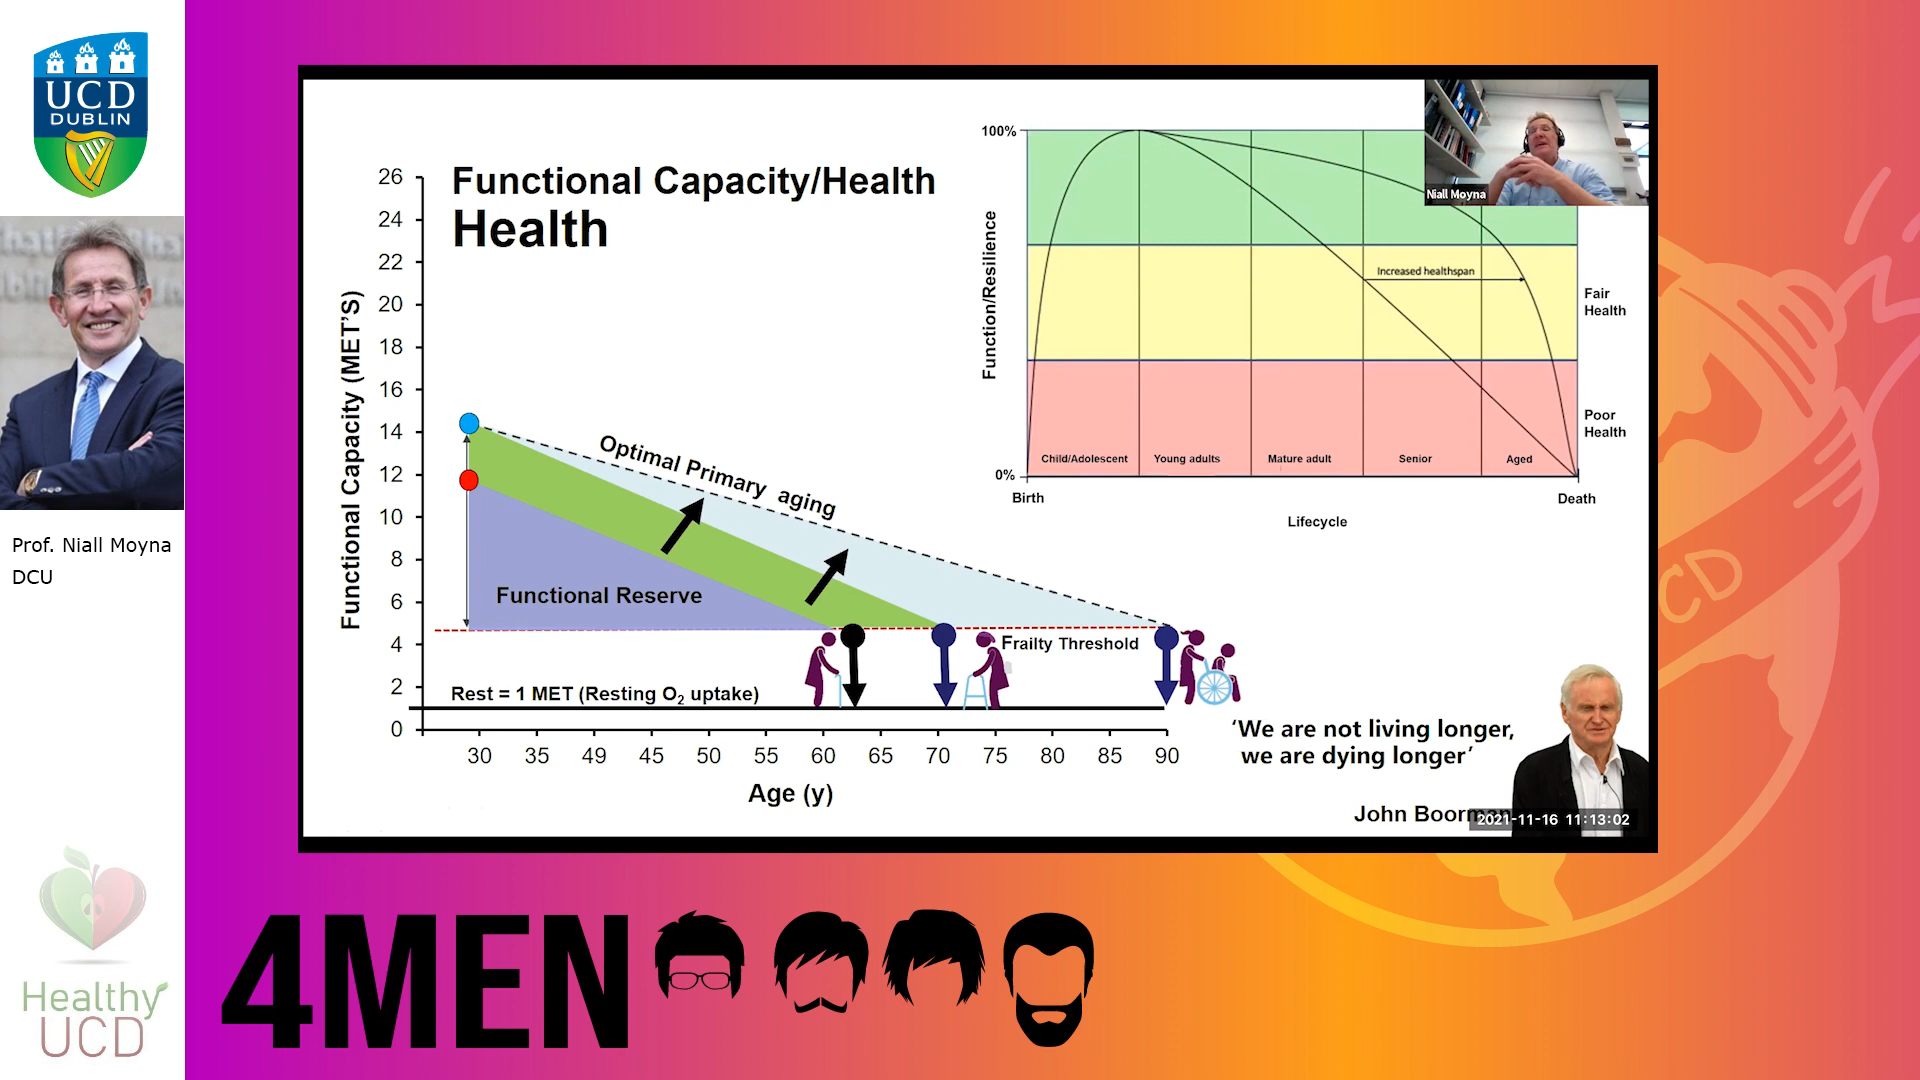 UCD
DUBLIN
Prof. Niall Moyna
DCU
Healthy
UCD
Functional Capacity/Health
Health
Functional Capacity (MET'S)
26
24
22
20
18
16
14
12
10
8
6
4
2
0
Optimal Primary aging
Functional Reserve
Frailty Threshold
Rest = 1 MET (Resting O₂ uptake)
30 35 49 45 50 55 60 65 70 75 80 85 90
Age (y)
Function/Resilience
100%
0%
Niall Moyna
Increased healthspan
Fair
Health
Poor
Health
Child/Adolescent Young adults Mature adult Senior Aged
Birth Death
Lifecycle
‘We are not living longer,
we are dying longer’
John Boorman
2021-11-16 11:13:02
4MEN
CD